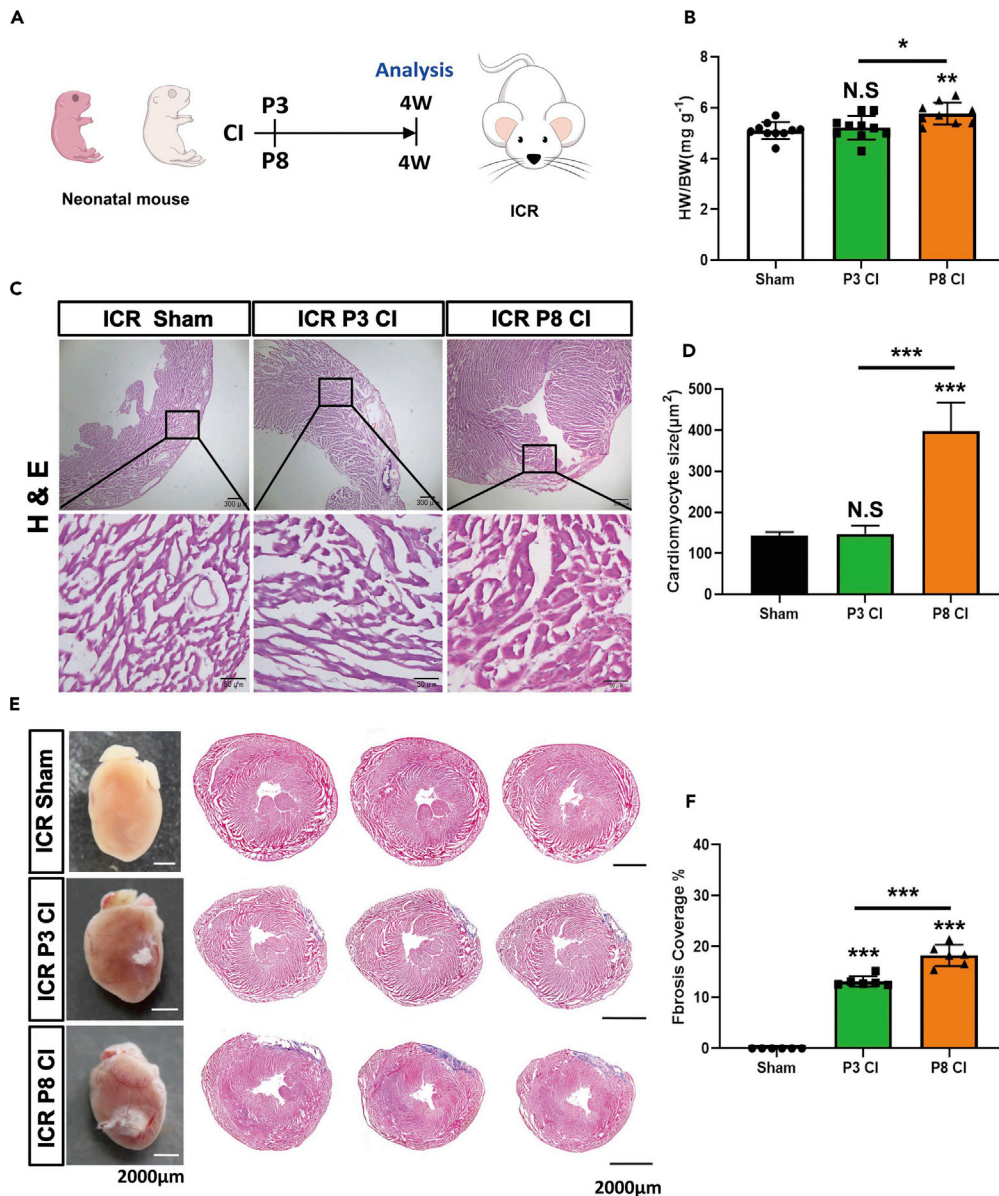 A
Analysis
P3
4W
CI
P8
4W
Neonatal mouse
ICR
B
HW/BW(mg g-1)
8
6
4
2
0
*
N.S
**
Sham
P3 CI
P8 CI
C
ICR Sham
ICR P3 CI
ICR P8 CI
H & E
300 μm
300 μm
50 μm
50 μm
50 μm
D
Cardiomyocyte size(μm2)
500
400
300
200
100
0
***
***
N.S
Sham
P3 CI
P8 CI
E
ICR Sham
ICR P3 CI
ICR P8 CI
2000μm
2000μm
F
Fbrosis Coverage %
40
30
20
10
0
***
***
***
Sham
P3 CI
P8 CI